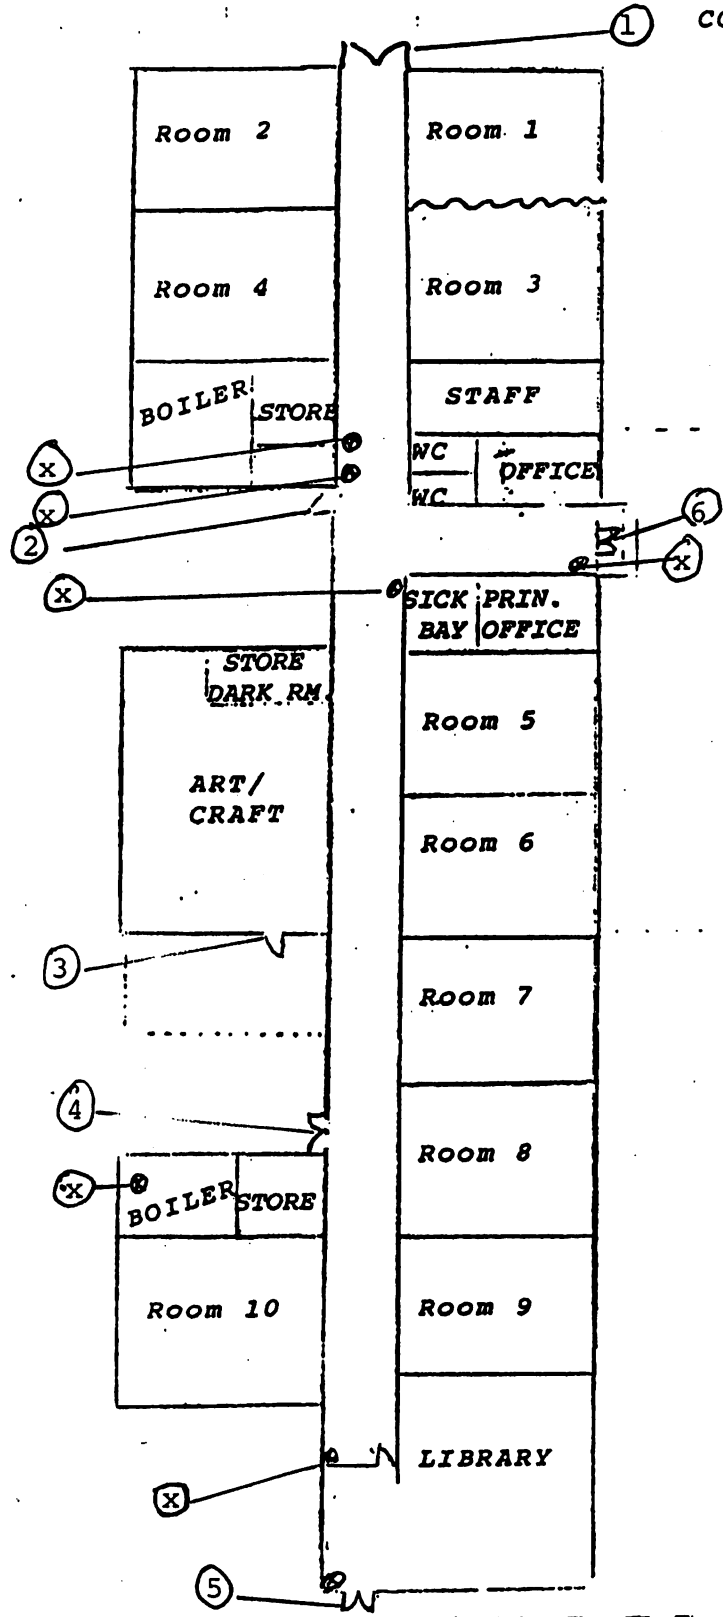 1 CO
Room 2 Room 1
Room 4 Room 3
BOILER STORE STAFF
X WC OFFICE
X WC
2 6
X X
SICK PRIN.
BAY OFFICE
STORE
DARK RM.
Room 5
ART/
CRAFT
Room 6
3
Room 7
4
Room 8
X BOILER STORE
Room 10 Room 9
LIBRARY
X
5